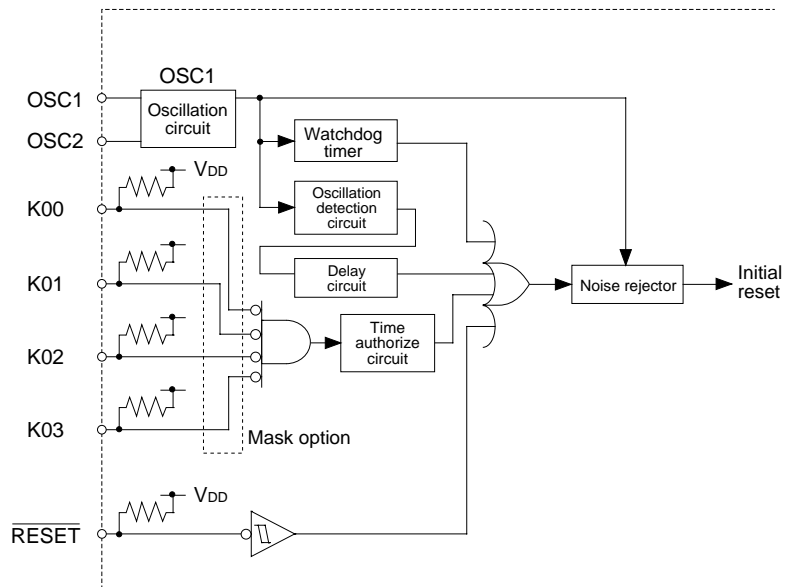 OSC1
OSC1
Oscillation
circuit
OSC2
Watchdog
timer
VDD
K00
Oscillation
detection
circuit
K01
Delay
circuit
Noise rejector
Initial
reset
K02
Time
authorize
circuit
K03
Mask option
VDD
RESET